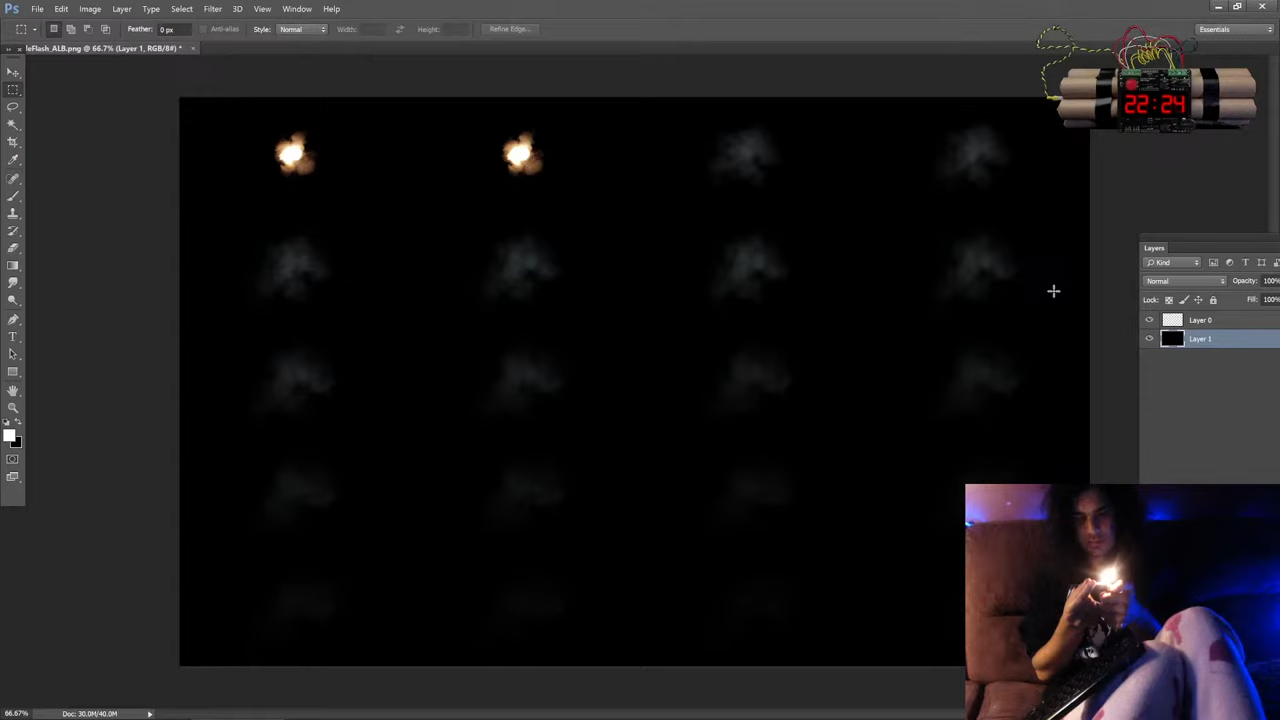 Ps File Edit Image Layer Type Select Filter 3D View Window Help
Feather: 0 px Anti-alias Style: Normal Width: Height: Refine Edge... Essentials
leFlash_ALB.png @ 66.7% (Layer 1, RGB/8#) * ×
22:24
Layers
Kind
Normal Opacity: 100%
Lock: Fill: 100%
Layer 0
Layer 1
66.67% Doc: 30.0M/40.0M